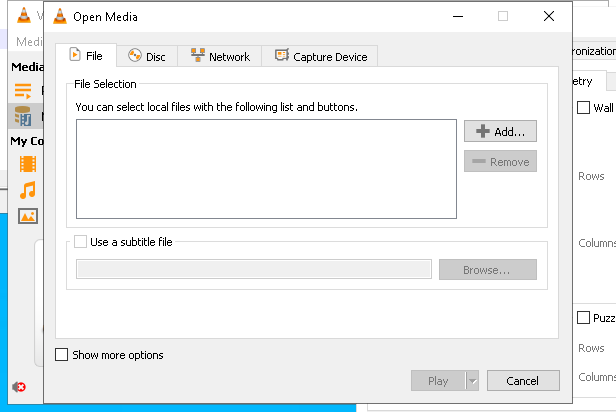 Open Media
Medi
File
Disc
Network
Capture Device
ronization
Media
etry
File Selection
You can select local files with the following list and buttons.
Wall
Add...
My Co
Remove
Rows
Use a subtitle file
Columns
Browse...
Puzz
Show more options
Rows
Play
Cancel
Columns